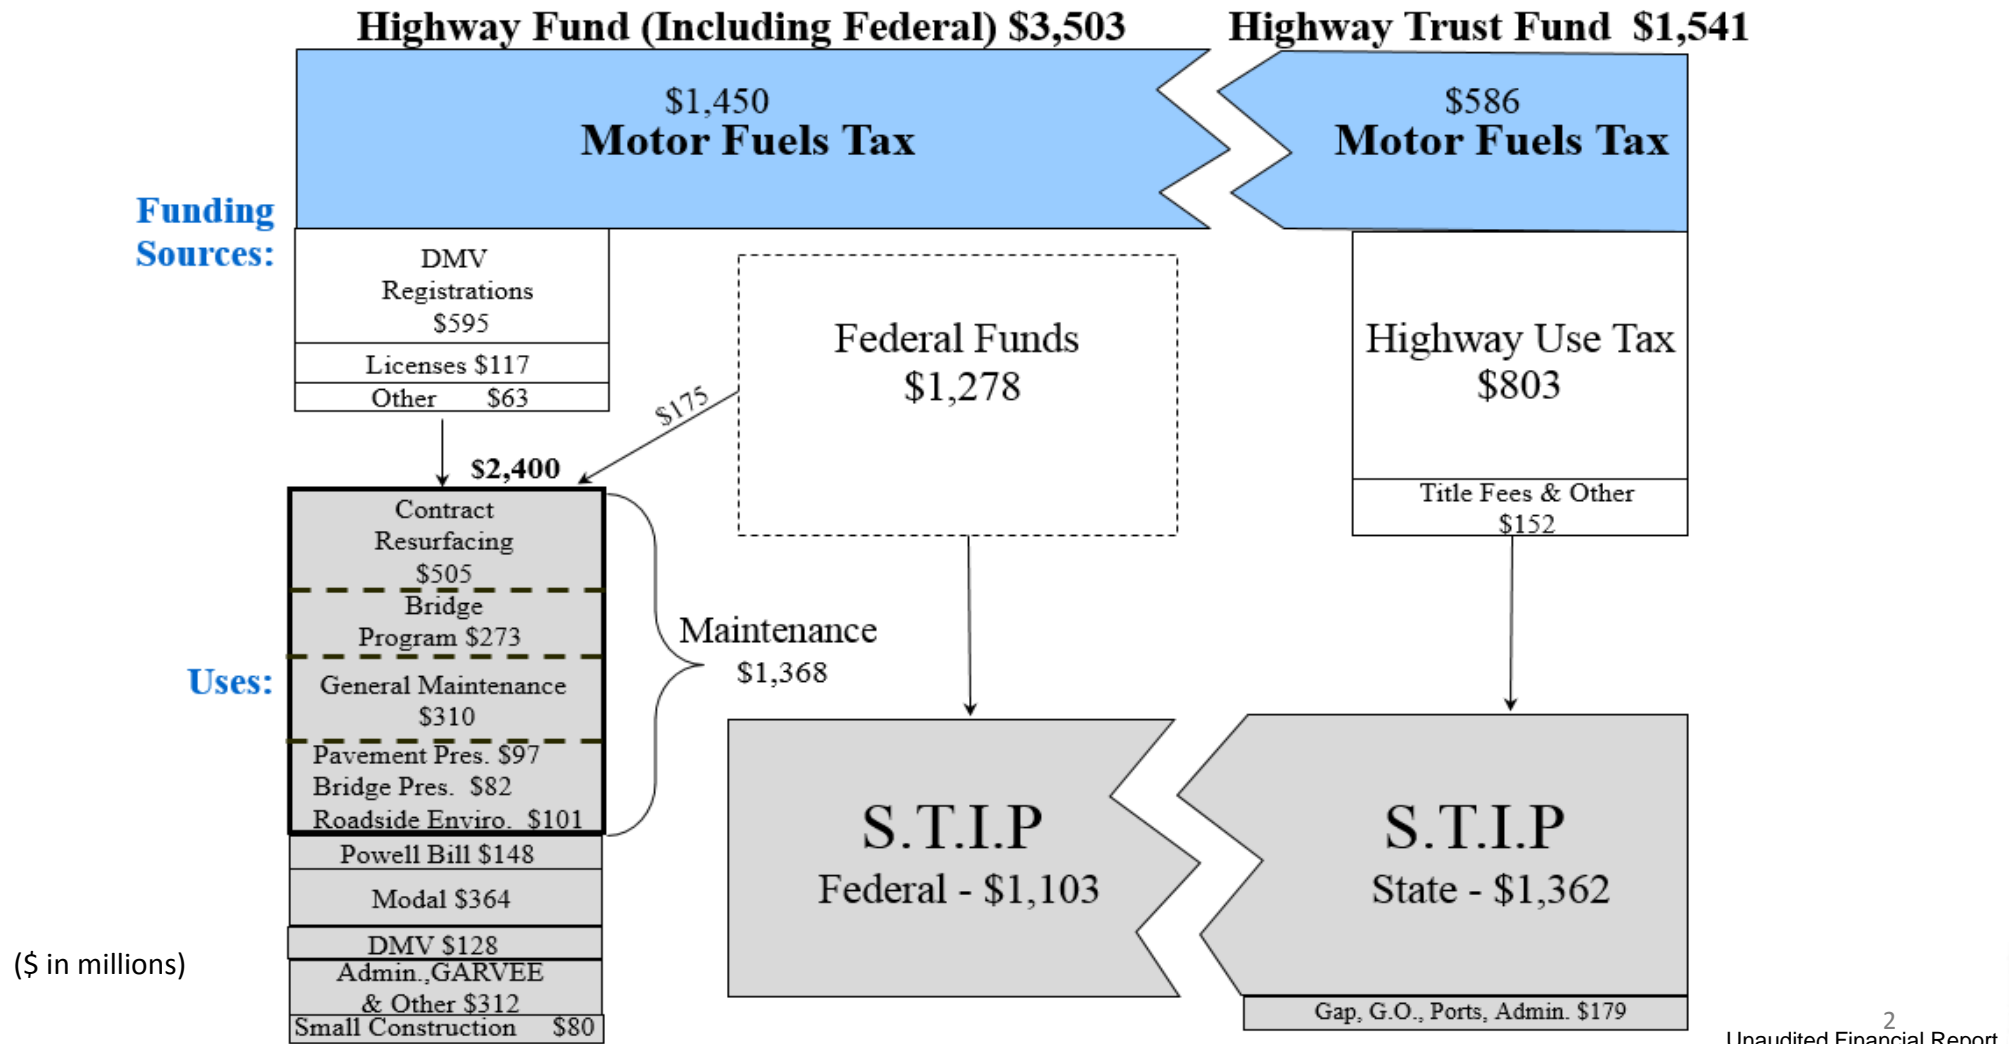 Highway Fund (Including Federal) $3,503
Highway Trust Fund $1,541
$1,450
Motor Fuels Tax
$586
Motor Fuels Tax
Funding
Sources:
DMV
Registrations
$595
Licenses $117
Other $63
Federal Funds
$1,278
Highway Use Tax
$803
Title Fees & Other
$152
$175
$2,400
Uses:
Contract
Resurfacing
$505
Bridge
Program $273
General Maintenance
$310
Pavement Pres. $97
Bridge Pres. $82
Roadside Enviro. $101
Maintenance
$1,368
Powell Bill $148
Modal $364
DMV $128
Admin.,GARVEE
& Other $312
Small Construction $80
S.T.I.P
Federal - $1,103
S.T.I.P
State - $1,362
Gap, G.O., Ports, Admin. $179
($ in millions)
2
Unaudited Financial Report